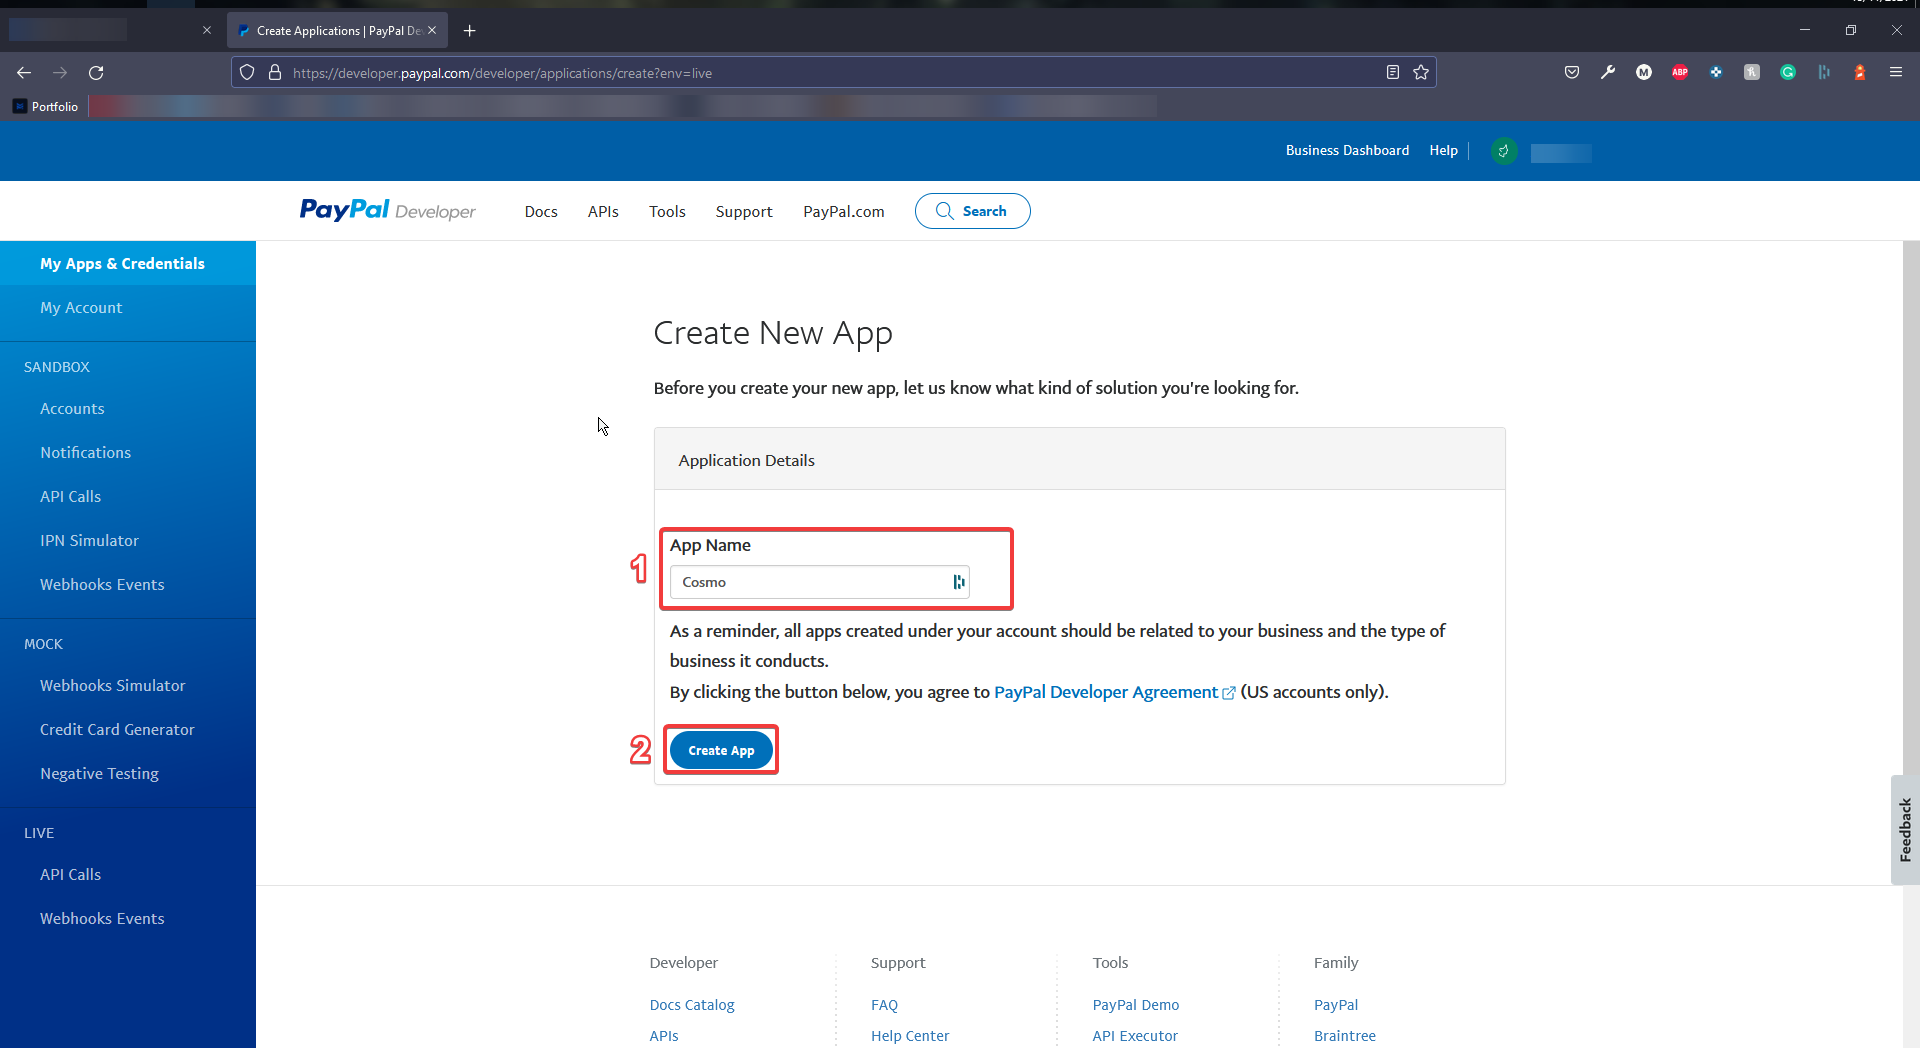 Create Applications | PayPal De
https://developer.paypal.com/developer/applications/create?env=live
M
ABP
Portfolio
Business Dashboard
Help
PayPal Developer
Docs
APIs
Tools
Support
PayPal.com
Search
My Apps & Credentials
My Account
SANDBOX
Accounts
Notifications
API Calls
IPN Simulator
Webhooks Events
MOCK
Webhooks Simulator
Credit Card Generator
Negative Testing
LIVE
API Calls
Webhooks Events
Create New App
Before you create your new app, let us know what kind of solution you're looking for.
Application Details
1
App Name
Cosmo
As a reminder, all apps created under your account should be related to your business and the type of
business it conducts.
By clicking the button below, you agree to PayPal Developer Agreement (US accounts only).
2
Create App
Feedback
Developer
Docs Catalog
APIs
Support
FAQ
Help Center
Tools
PayPal Demo
API Executor
Family
PayPal
Braintree